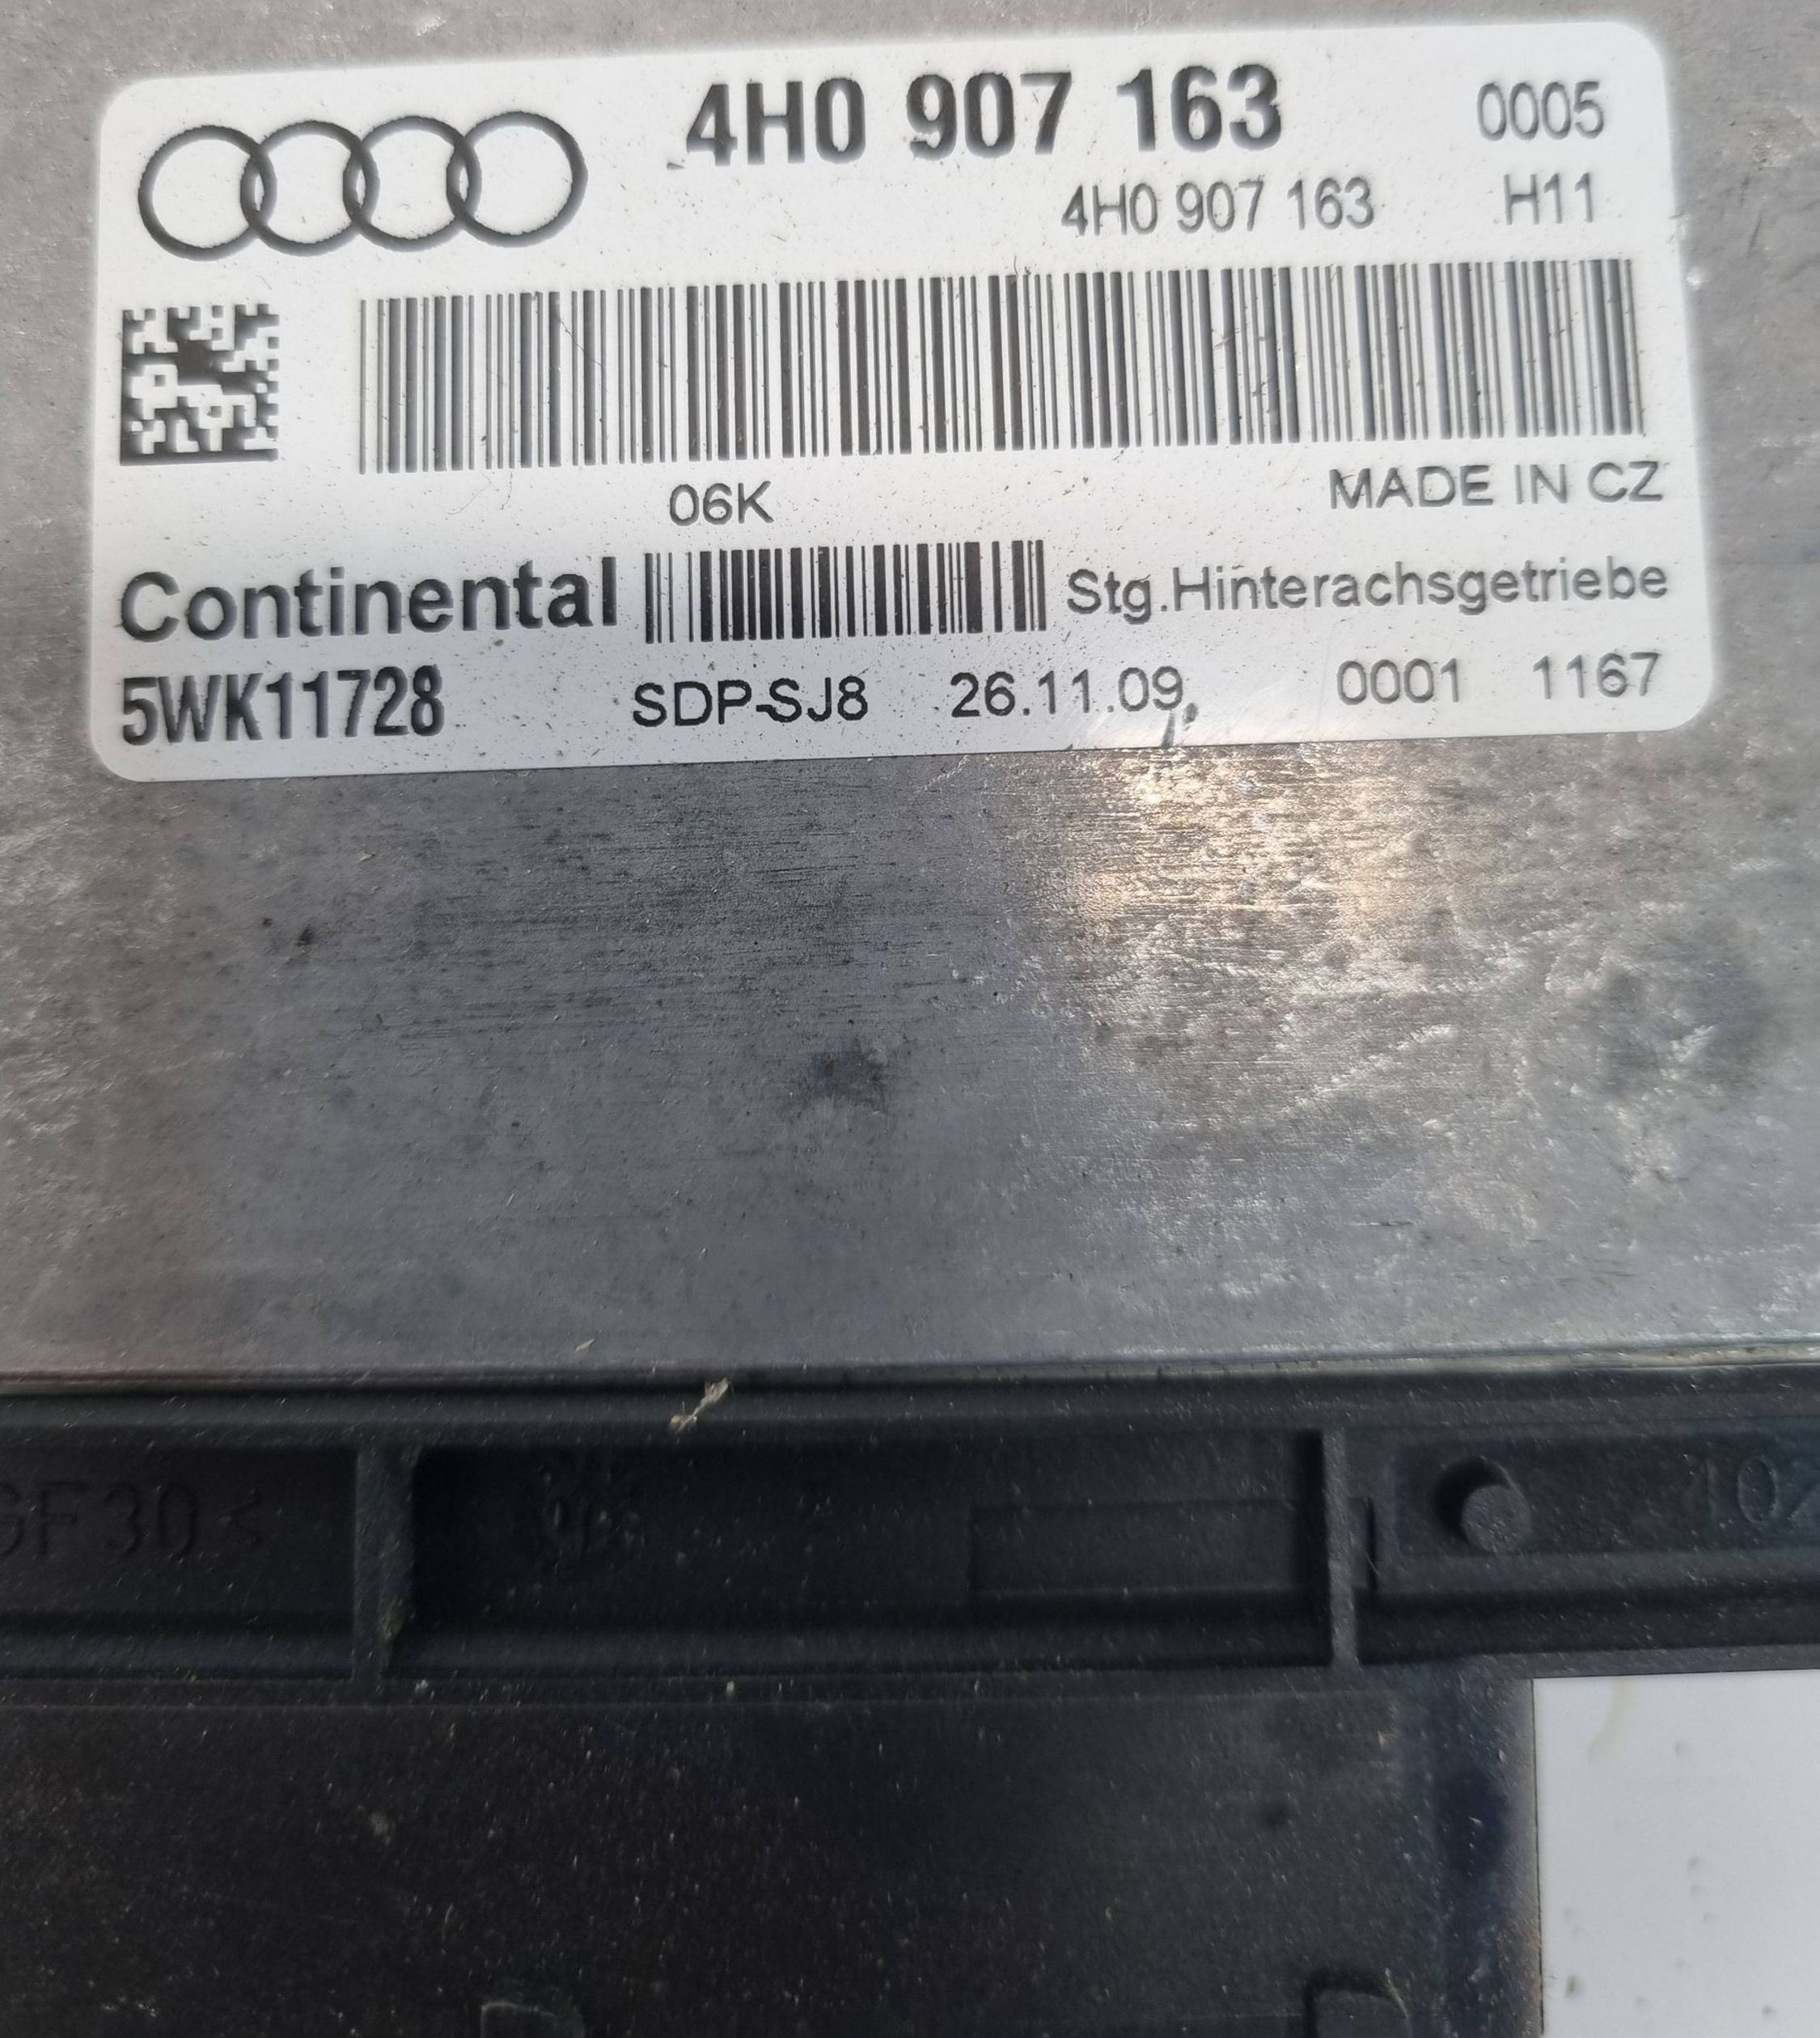 4H0 907 163 0005
4H0 907 163 H11
06K MADE IN CZ
Continental Stg.Hinterachsgetriebe
5WK11728 SDP-SJ8 26.11.09 0001 1167
GF30<